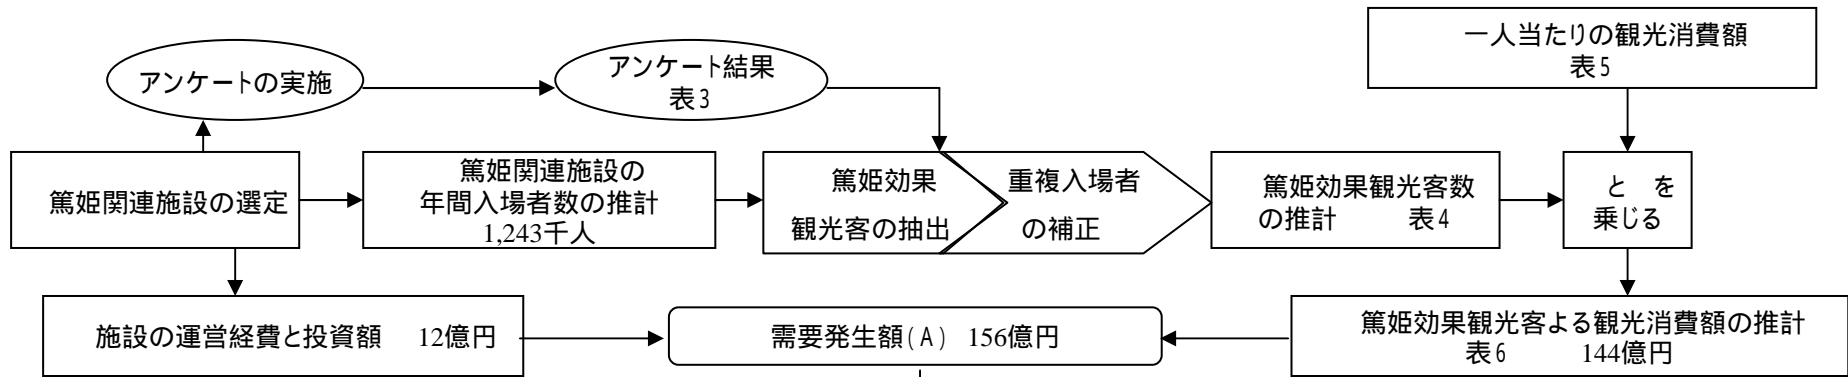 一人当たりの観光消費額
表5
アンケートの実施
アンケート結果
表3
篤姫関連施設の選定
篤姫関連施設の
年間入場者数の推計
1,243千人
篤姫効果
観光客の抽出
重複入場者
の補正
篤姫効果観光客数
の推計 表4
と を
乗じる
施設の運営経費と投資額 12億円
需要発生額(A) 156億円
篤姫効果観光客よる観光消費額の推計
表6 144億円